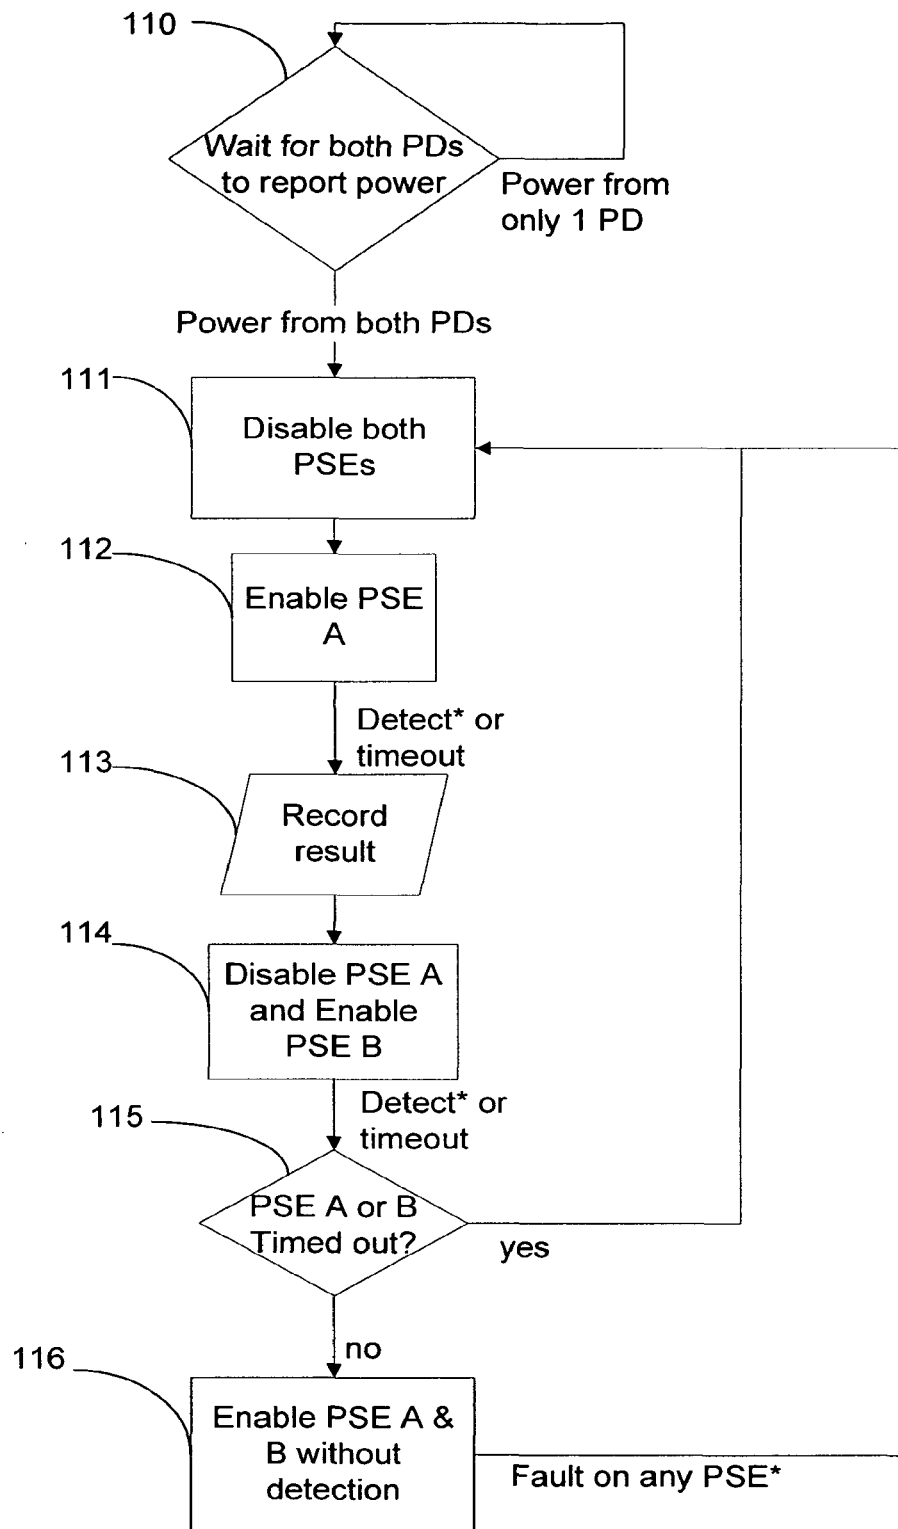 110
Wait for both PDs
to report power
Power from
only 1 PD
Power from both PDs
111
Disable both
PSEs
112
Enable PSE
A
Detect* or
timeout
113
Record
result
114
Disable PSE A
and Enable
PSE B
Detect* or
timeout
115
PSE A or B
Timed out?
yes
no
116
Enable PSE A &
B without
detection
Fault on any PSE*